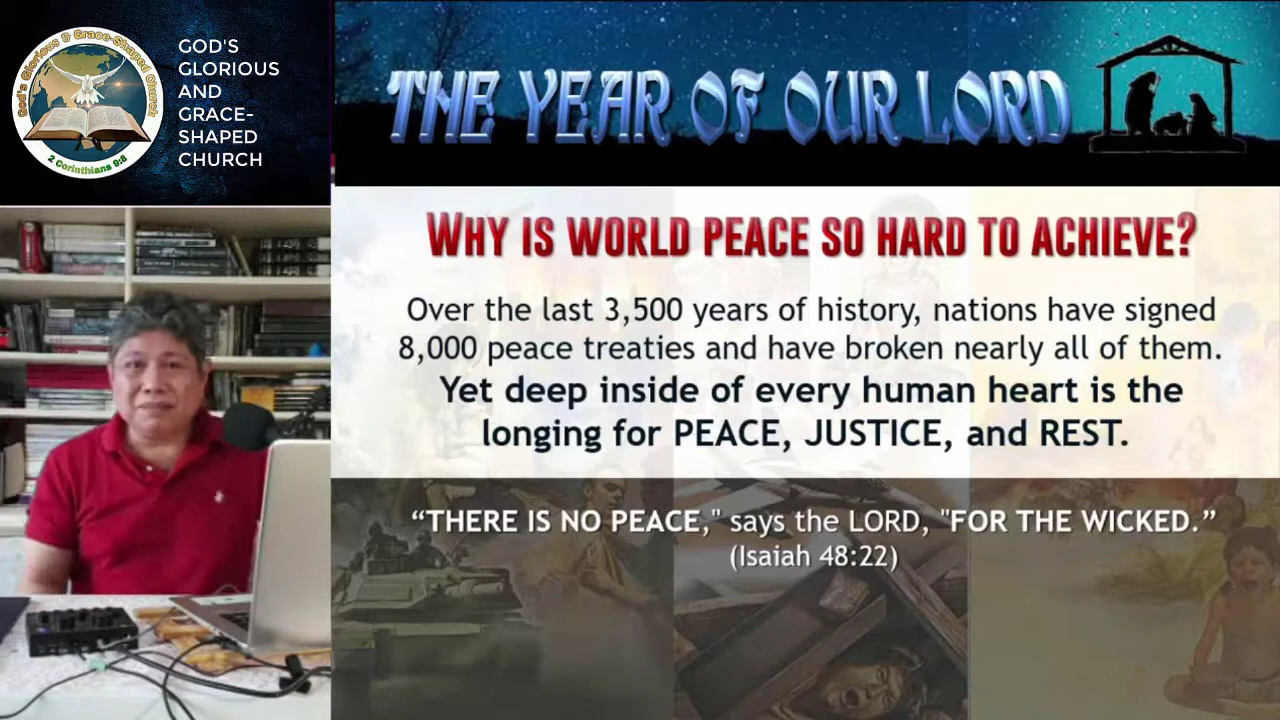 God's Glorious & Grace-Shaped Church
2 Corinthians 9:8
GOD'S
GLORIOUS
AND
GRACE-
SHAPED
CHURCH
THE YEAR OF OUR LORD
WHY IS WORLD PEACE SO HARD TO ACHIEVE?
Over the last 3,500 years of history, nations have signed
8,000 peace treaties and have broken nearly all of them.
Yet deep inside of every human heart is the
longing for PEACE, JUSTICE, and REST.
“THERE IS NO PEACE," says the LORD, "FOR THE WICKED.”
(Isaiah 48:22)